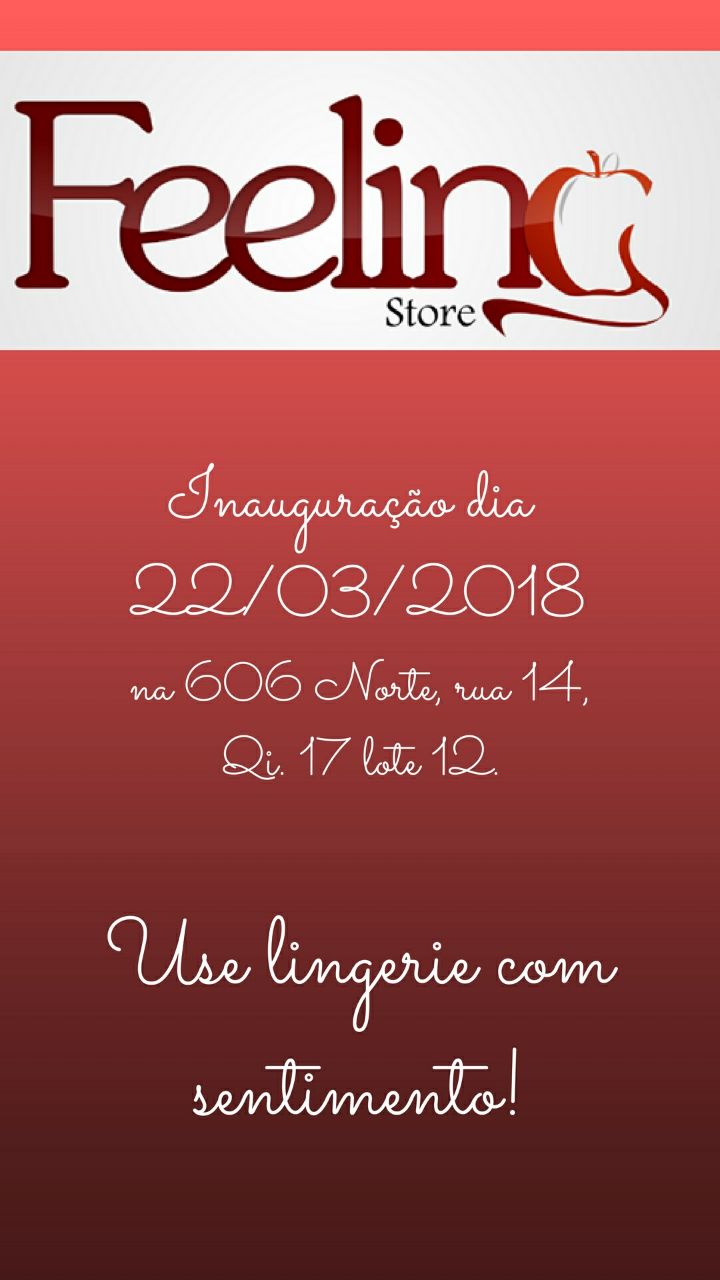 Feeling
Store
Inauguração dia
22/03/2018
na 606 Norte, rua 14,
Qi. 17 lote 12.
Use lingerie com
sentimento!